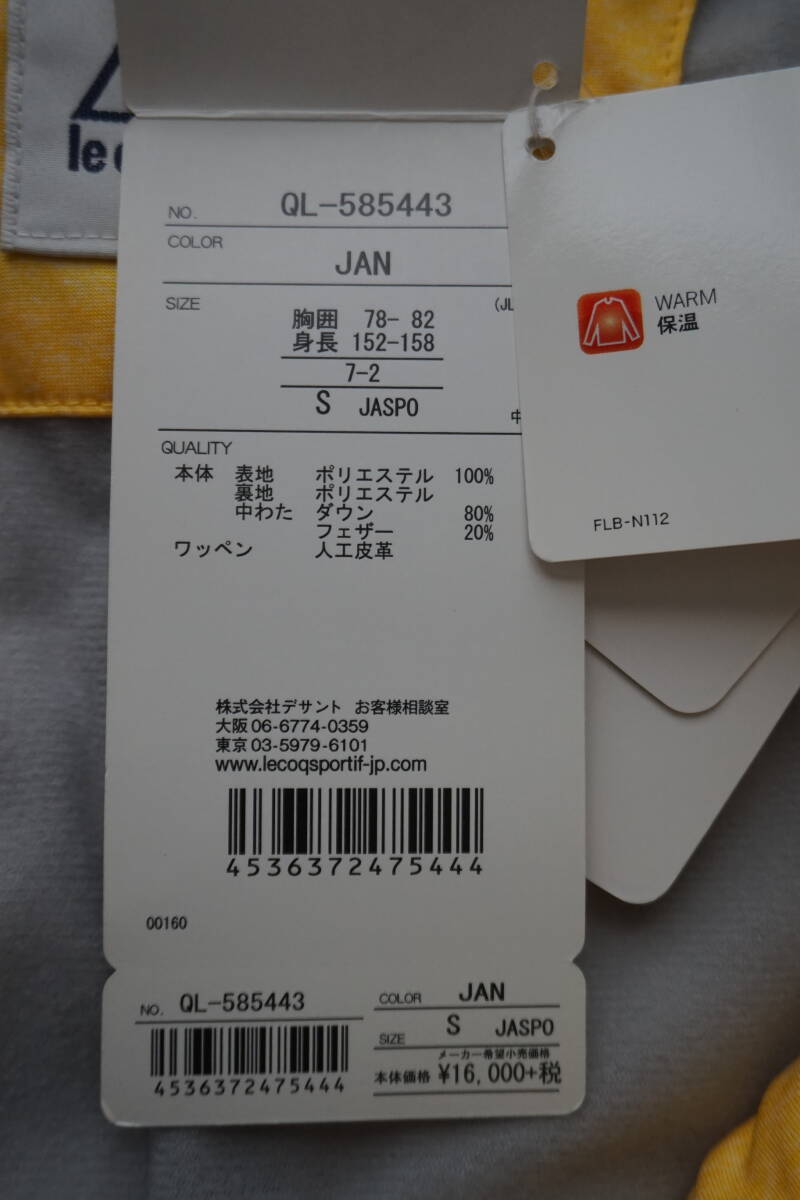 le c
NO. QL-585443
COLOR
JAN
SIZE
(JL
胸囲 78- 82
身長 152-158
7-2
S JASPO
中
QUALITY
本体 表地 ポリエステル 100%
裏地 ポリエステル
中わた ダウン 80%
フェザー 20%
ワッペン 人工皮革
株式会社デサント お客様相談室
大阪 06-6774-0359
東京 03-5979-6101
www.lecoqsportif-jp.com
4536372475444
00160
NO. QL-585443
4536372475444
COLOR JAN
SIZE S JASPO
メーカー希望小売価格
本体価格 ¥16,000+税
WARM
保温
FLB-N112